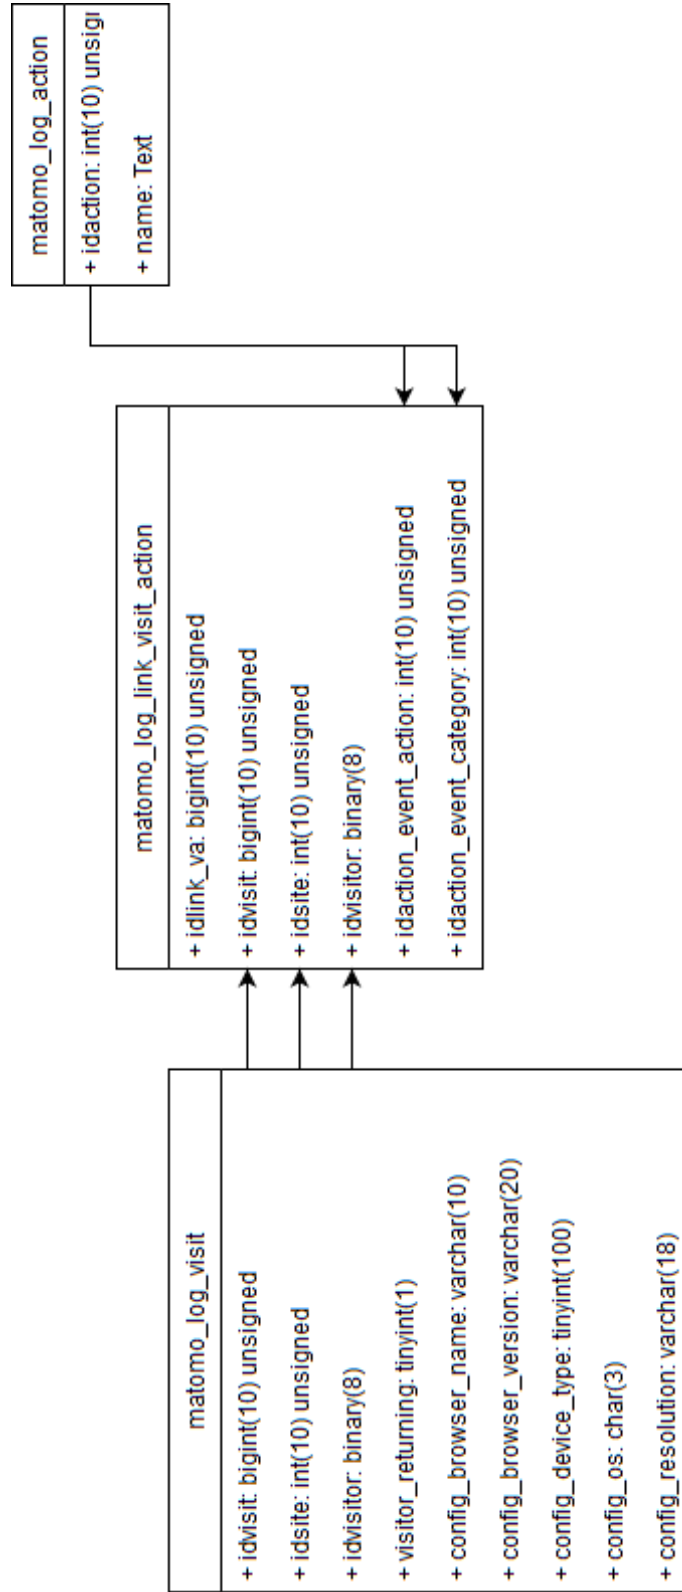 matomo_log_visit
+ idvisit: bigint(10) unsigned
+ idsite: int(10) unsigned
+ idvisitor: binary(8)
+ visitor_returning: tinyint(1)
+ config_browser_name: varchar(10)
+ config_browser_version: varchar(20)
+ config_device_type: tinyint(100)
+ config_os: char(3)
+ config_resolution: varchar(18)
matomo_log_link_visit_action
+ idlink_va: bigint(10) unsigned
+ idvisit: bigint(10) unsigned
+ idsite: int(10) unsigned
+ idvisitor: binary(8)
+ idaction_event_action: int(10) unsigned
+ idaction_event_category: int(10) unsigned
matomo_log_action
+ idaction: int(10) unsig
+ name: Text